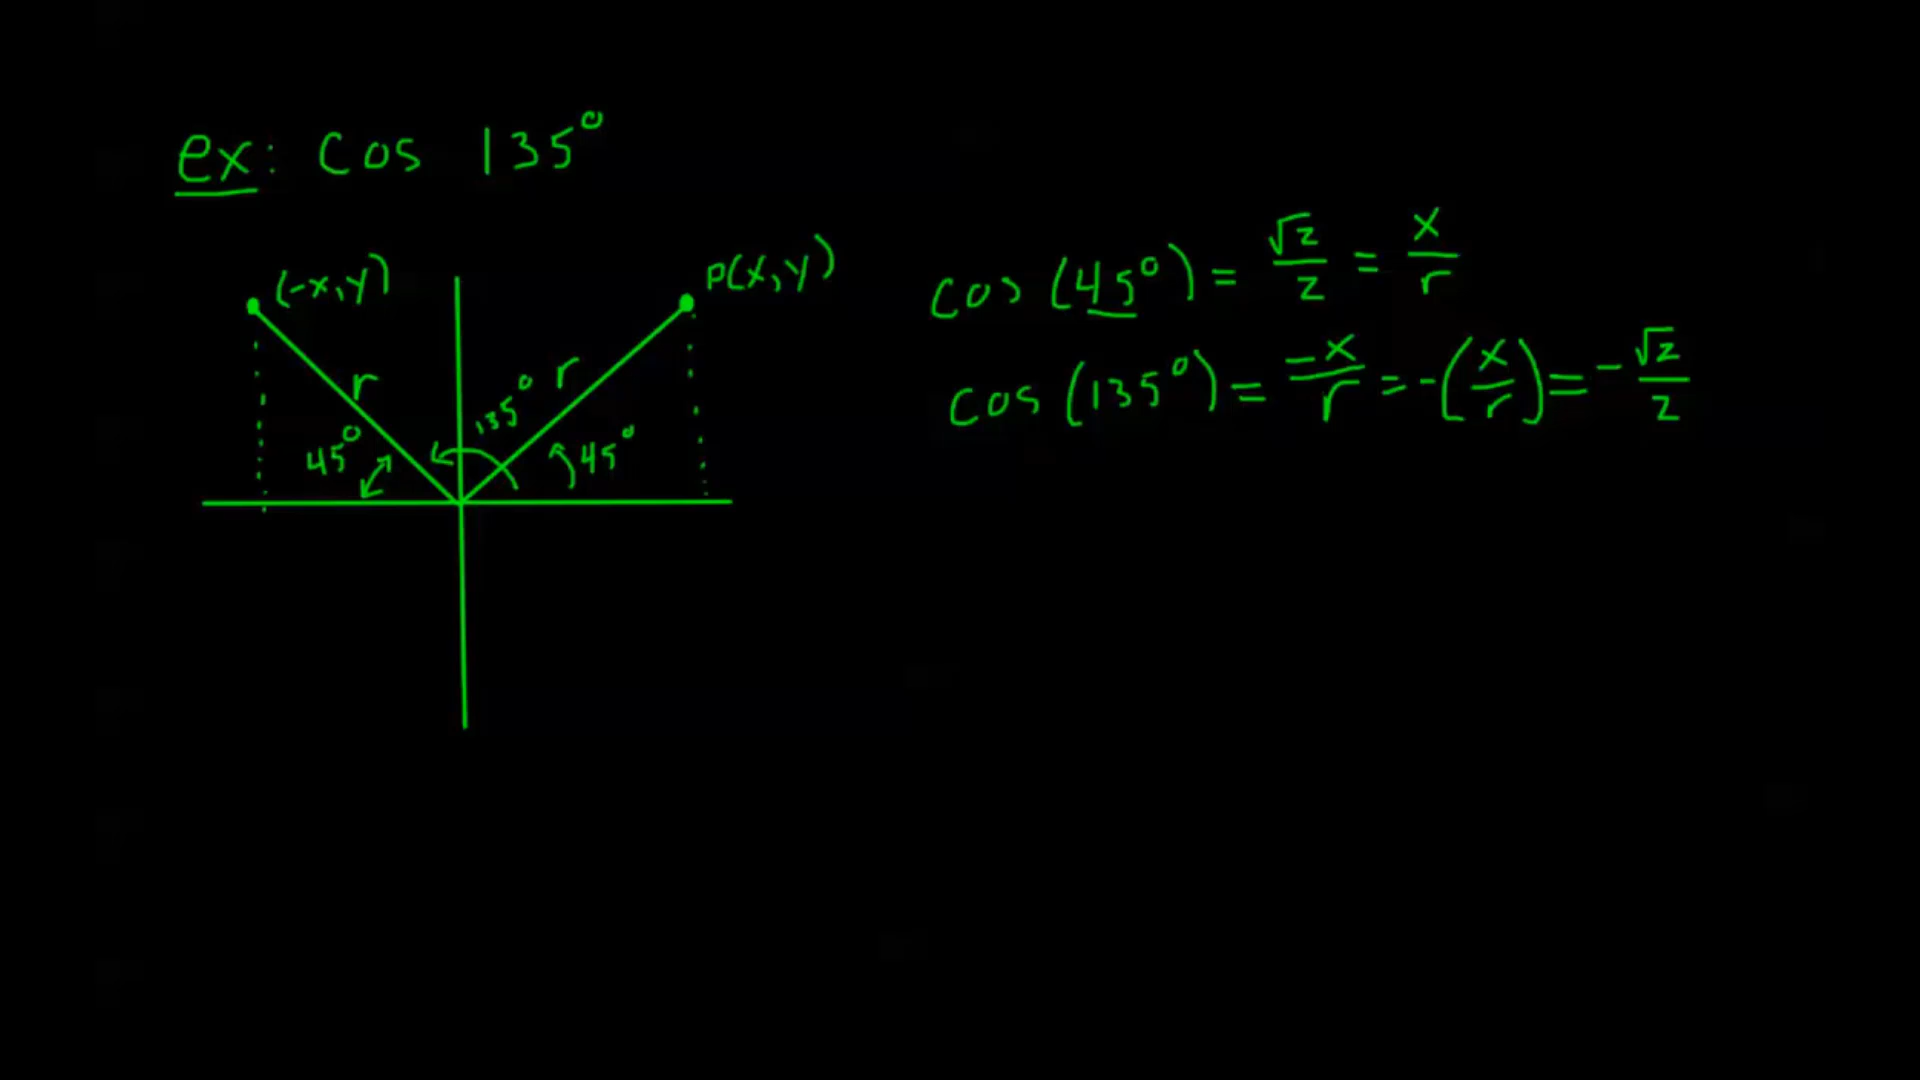 ex: cos 135°
(-x,y)
P(x,y)
r
r
135°
45°
45°
cos (45°) = √2/2 = x/r
cos (135°) = -x/r = -(x/r) = -√2/2